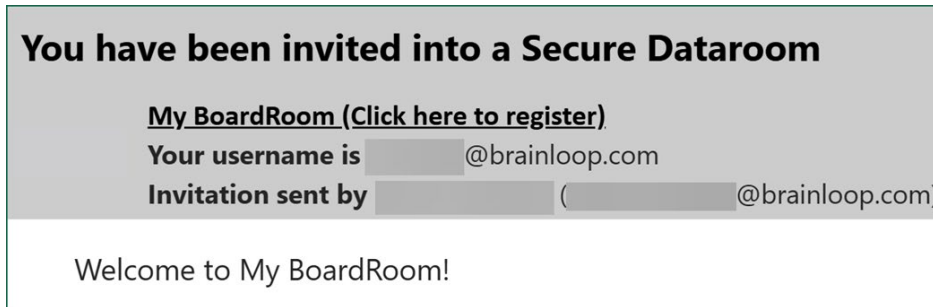 You have been invited into a Secure Dataroom
My BoardRoom (Click here to register)
Your username is @brainloop.com
Invitation sent by ( @brainloop.com)
Welcome to My BoardRoom!